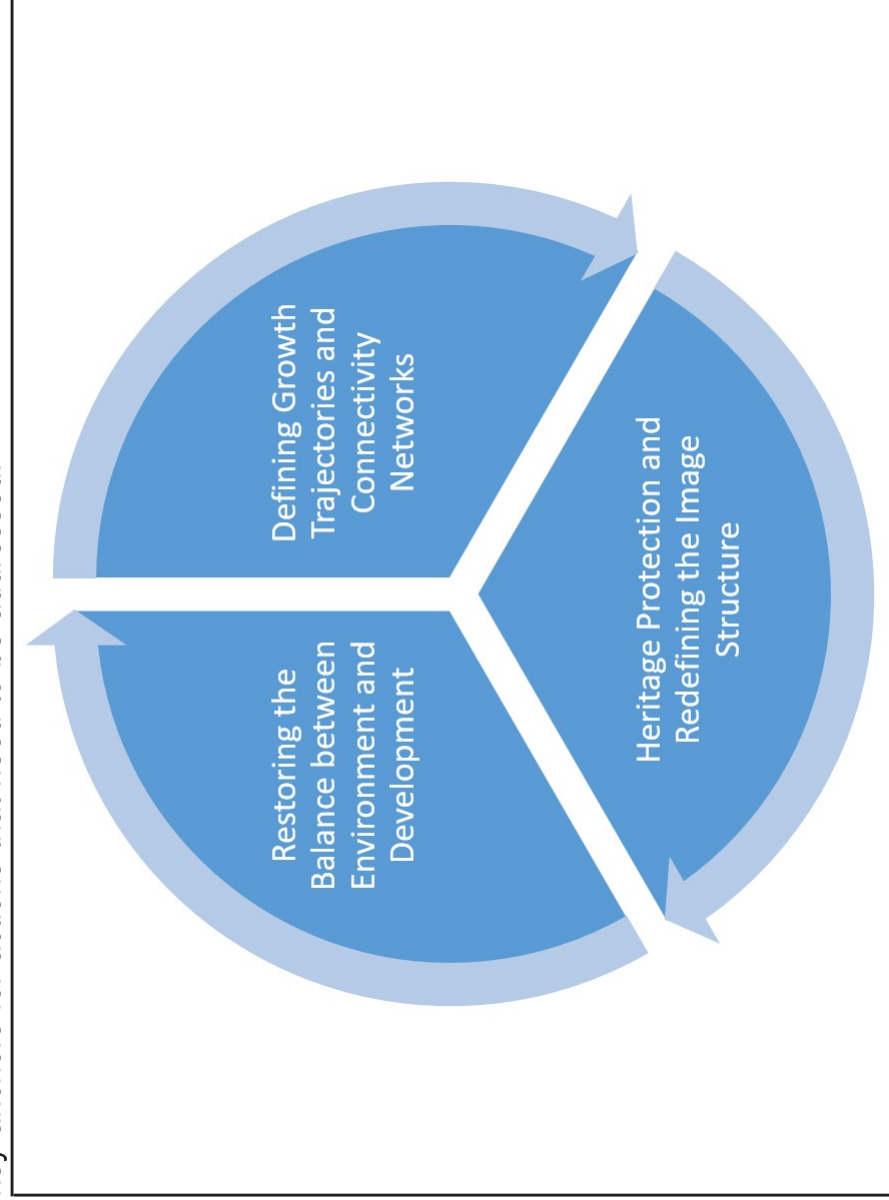 Restoring the
Balance between
Environment and
Development
Defining Growth
Trajectories and
Connectivity
Networks
Heritage Protection and
Redefining the Image
Structure